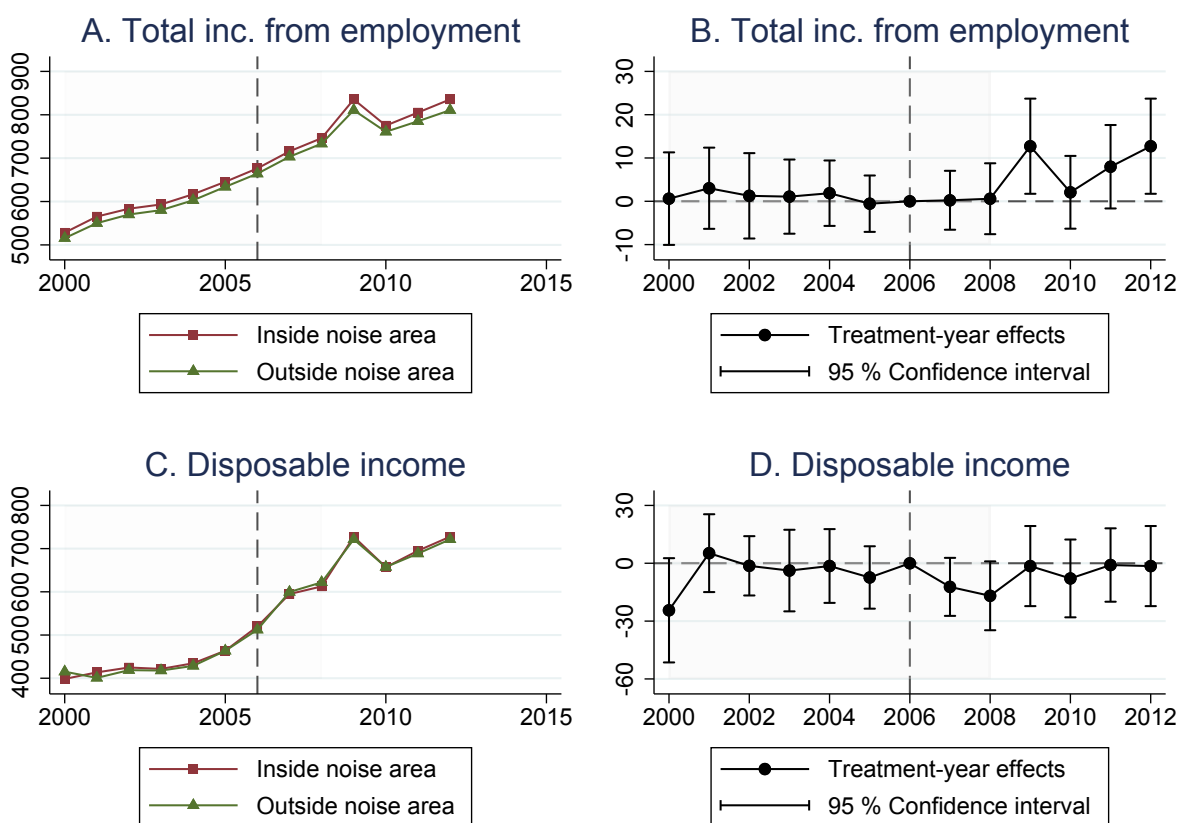 A. Total inc. from employment
900
800
700
600
500
2000 2005 2010 2015
Inside noise area
Outside noise area
B. Total inc. from employment
30
20
10
0
-10
2000 2002 2004 2006 2008 2010 2012
Treatment-year effects
95 % Confidence interval
C. Disposable income
800
700
600
500
400
2000 2005 2010 2015
Inside noise area
Outside noise area
D. Disposable income
30
0
-30
-60
2000 2002 2004 2006 2008 2010 2012
Treatment-year effects
95 % Confidence interval